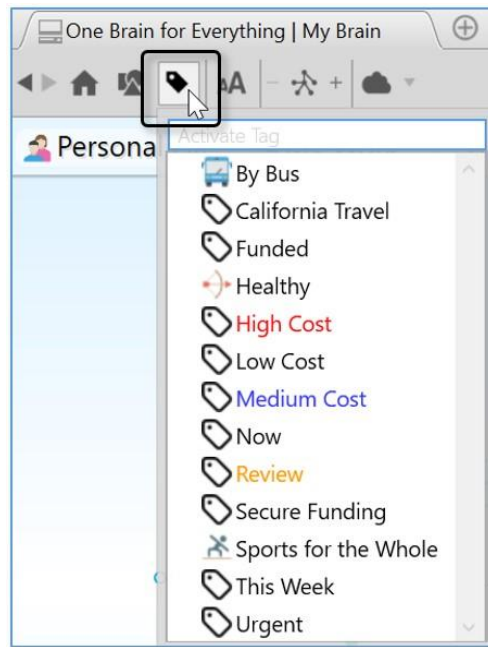 One Brain for Everything | My Brain
AA
Persona
Activate Tag
By Bus
California Travel
Funded
Healthy
High Cost
Low Cost
Medium Cost
Now
Review
Secure Funding
Sports for the Whole
This Week
Urgent